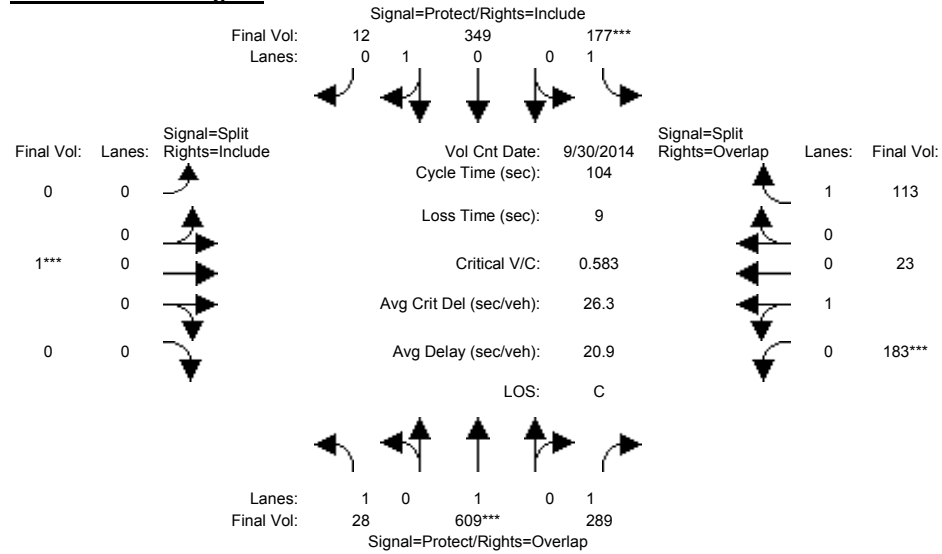 Signal=Protect/Rights=Include
Final Vol: 12 349 177***
Lanes: 0 1 0 0 1
Signal=Split
Final Vol: Lanes: Rights=Include
Vol Cnt Date: 9/30/2014
Signal=Split
Rights=Overlap Lanes: Final Vol:
Cycle Time (sec): 104
0 0
1 113
Loss Time (sec): 9
0
0
1*** 0
Critical V/C: 0.583
0 23
0
Avg Crit Del (sec/veh): 26.3
1
0 0
Avg Delay (sec/veh): 20.9
0 183***
LOS: C
Lanes: 1 0 1 0 1
Final Vol: 28 609*** 289
Signal=Protect/Rights=Overlap